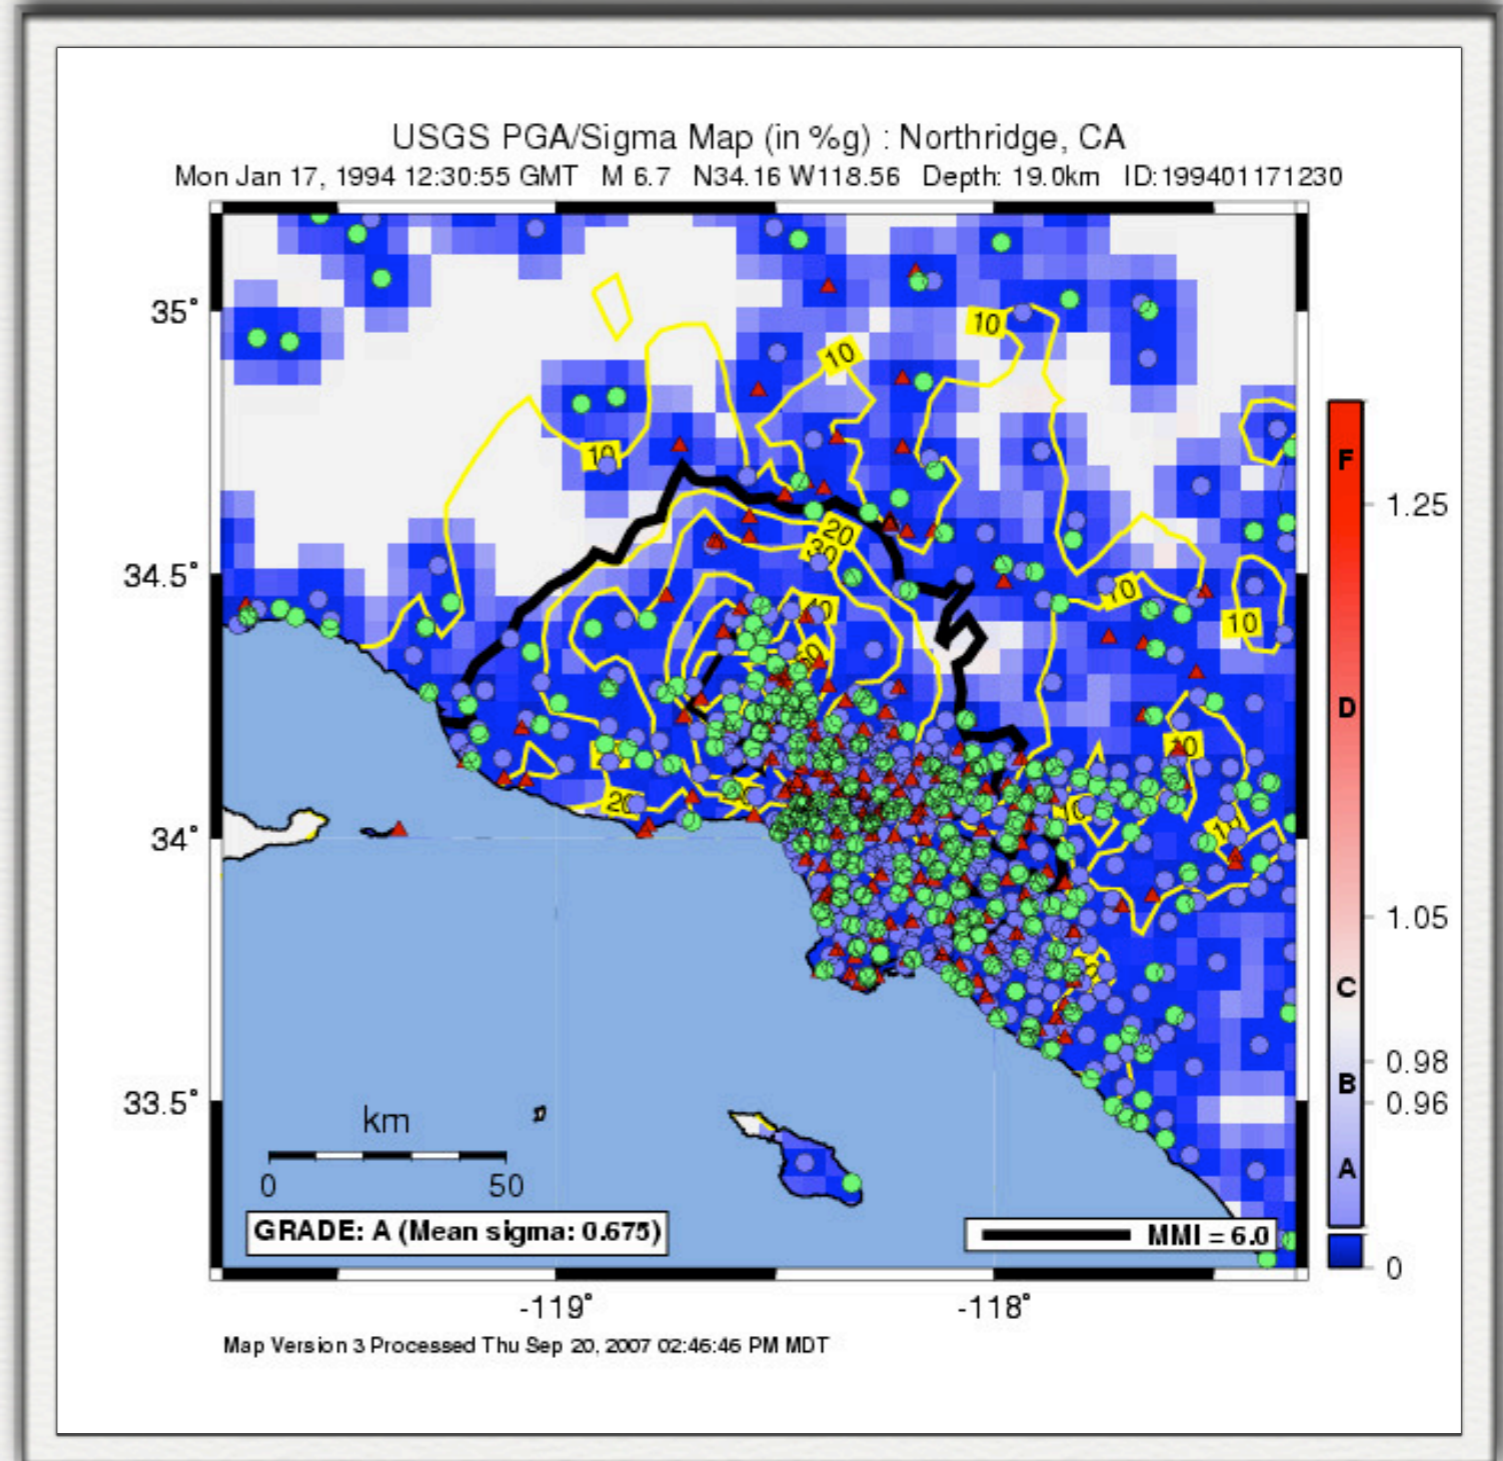 USGS PGA/Sigma Map (in %g) : Northridge, CA
Mon Jan 17, 1994 12:30:55 GMT M 6.7 N34.16 W118.56 Depth: 19.0km ID:199401171230
35°
34.5°
34°
33.5°
10
10
10
20
30
40
10
10
10
20
km
0 50
GRADE: A (Mean sigma: 0.675)
MMI = 6.0
-119° -118°
F
1.25
D
1.05
C
0.98
B
0.96
A
0
Map Version 3 Processed Thu Sep 20, 2007 02:46:46 PM MDT